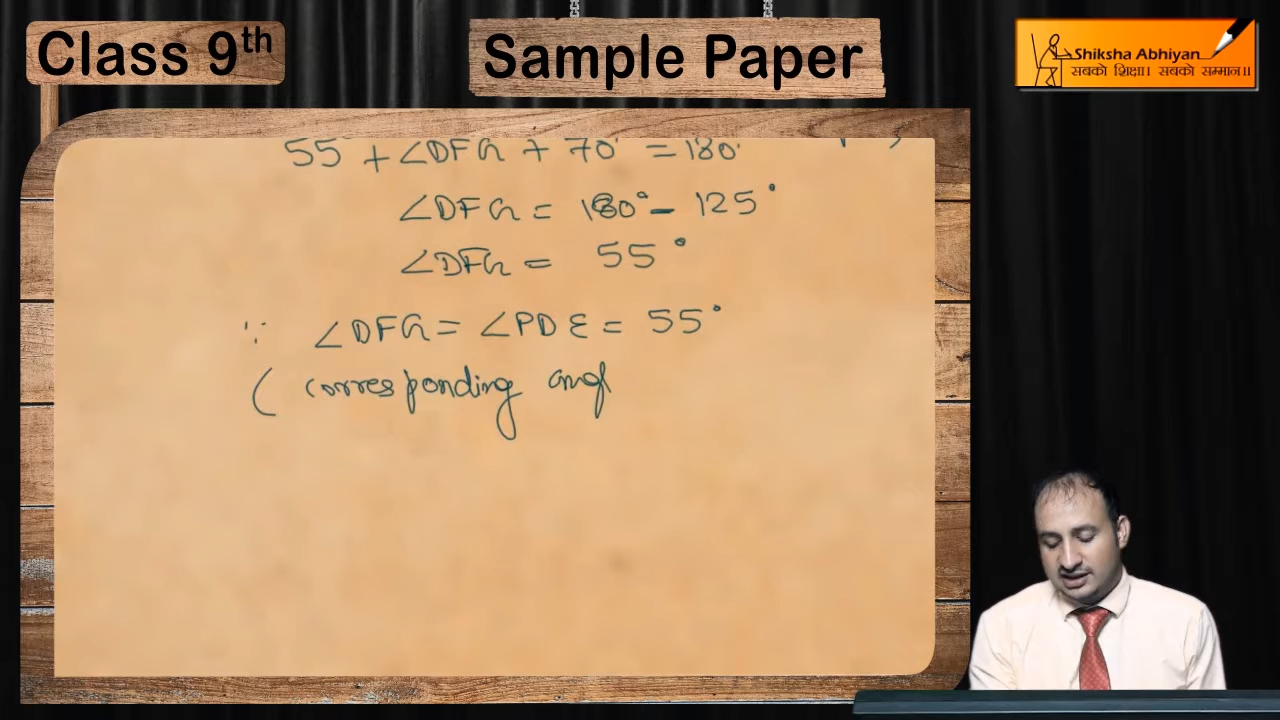 Class 9th
Sample Paper
Shiksha Abhiyan
सबको शिक्षा। सबको सम्मान।।
55° + ∠DFG + 70° = 180°
∠DFG = 180° - 125°
∠DFG = 55°
∵ ∠DFG = ∠PDE = 55°
( corresponding angl